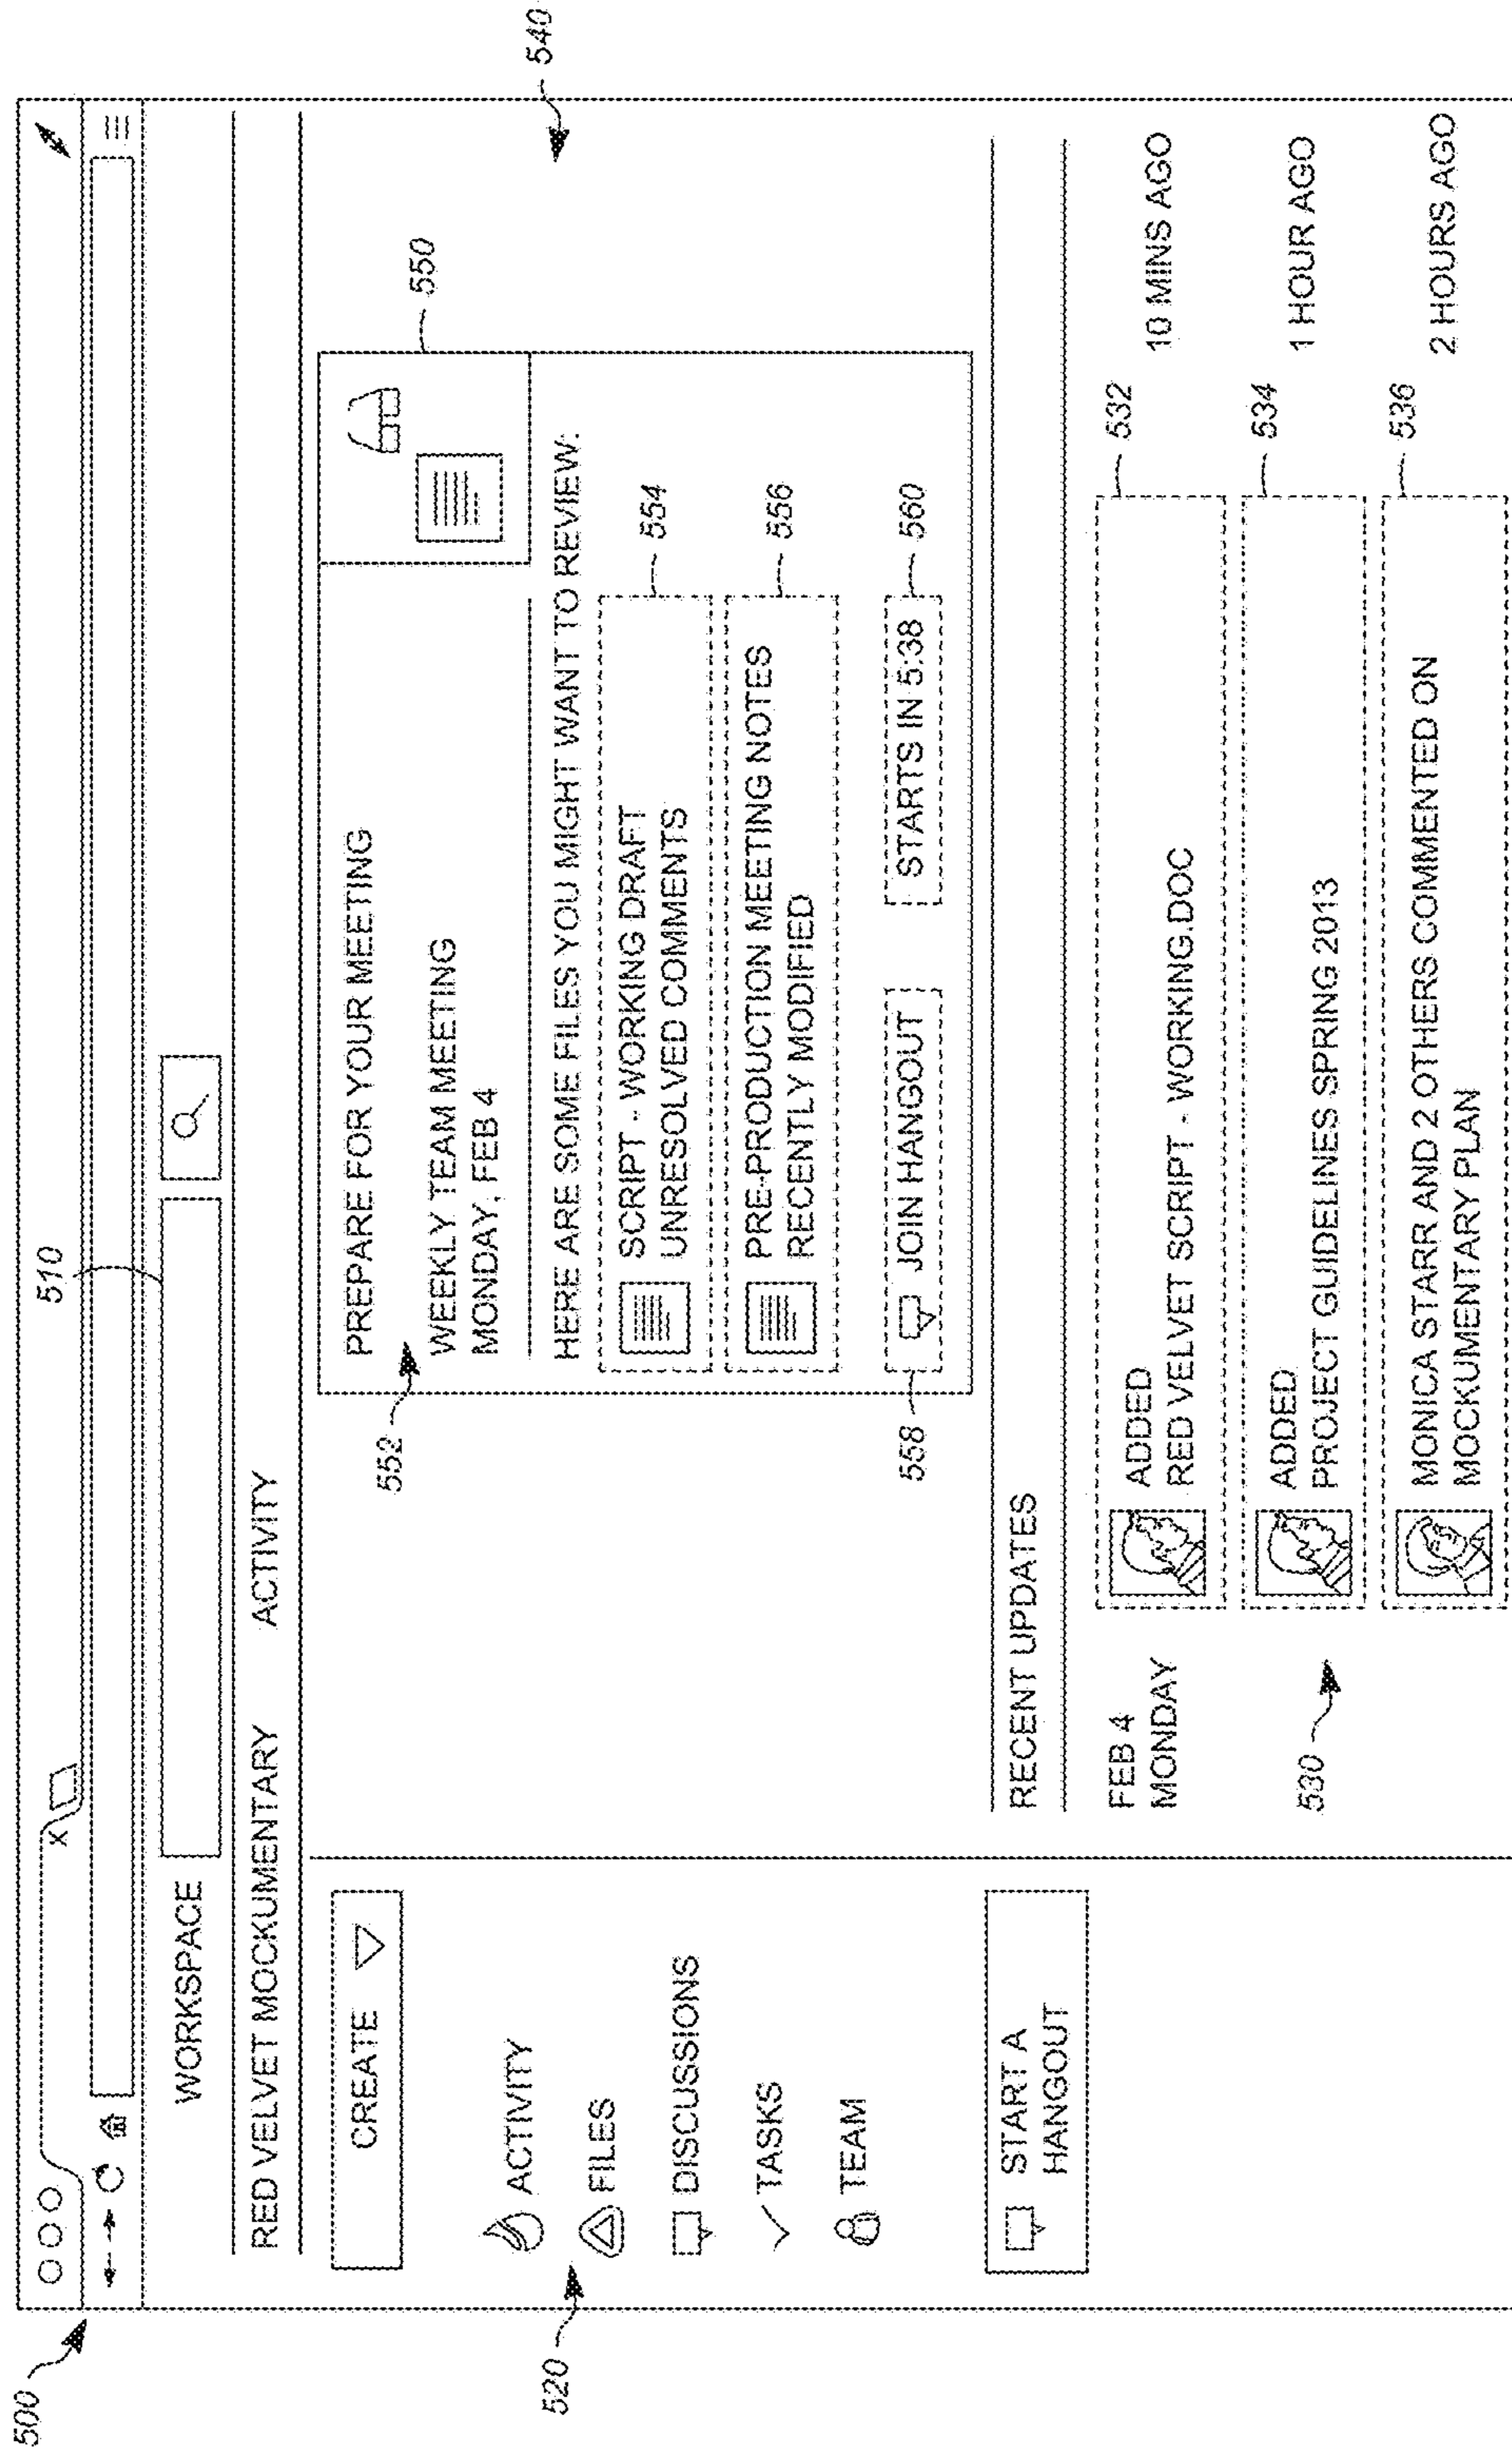 500
510
X
WORKSPACE
RED VELVET MOCKUMENTARY ACTIVITY
CREATE
520
ACTIVITY
FILES
DISCUSSIONS
TASKS
TEAM
START A
HANGOUT
540
550
552
PREPARE FOR YOUR MEETING
WEEKLY TEAM MEETING
MONDAY, FEB 4
HERE ARE SOME FILES YOU MIGHT WANT TO REVIEW:
SCRIPT - WORKING DRAFT
UNRESOLVED COMMENTS
554
PRE-PRODUCTION MEETING NOTES
RECENTLY MODIFIED
556
558
JOIN HANGOUT
STARTS IN 5:38
560
RECENT UPDATES
FEB 4
MONDAY
530
ADDED
RED VELVET SCRIPT - WORKING.DOC
532
10 MINS AGO
ADDED
PROJECT GUIDELINES SPRING 2013
534
1 HOUR AGO
MONICA STARR AND 2 OTHERS COMMENTED ON
MOCKUMENTARY PLAN
536
2 HOURS AGO